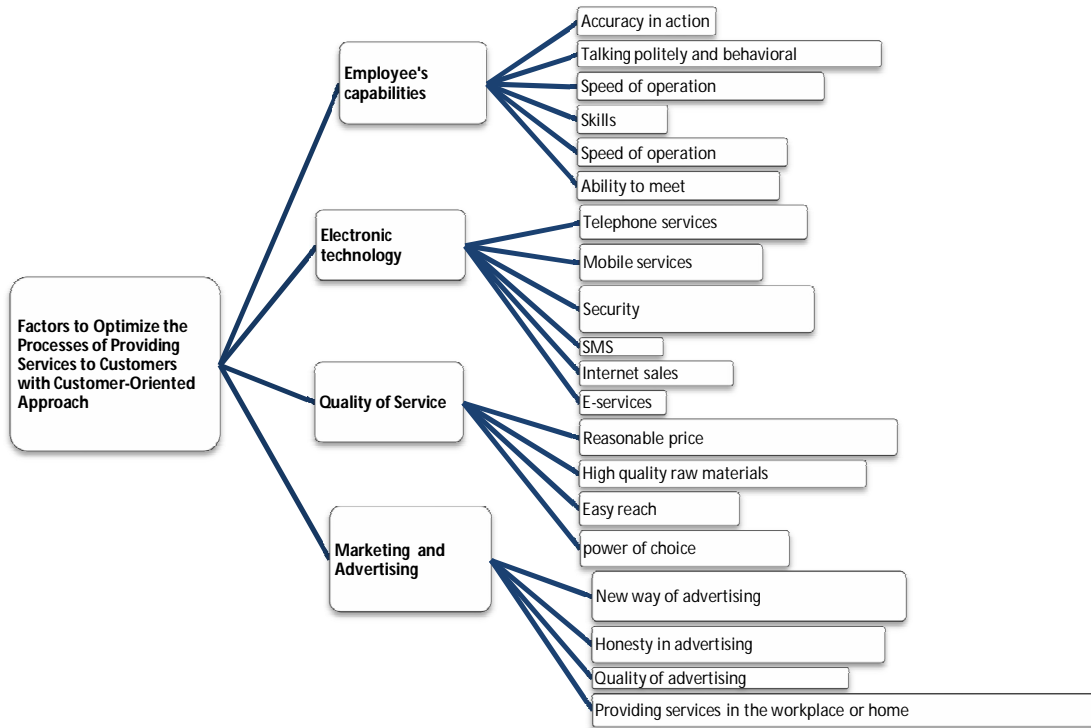 Factors to Optimize the
Processes of Providing
Services to Customers
with Customer-Oriented
Approach
Employee's
capabilities
Accuracy in action
Talking politely and behavioral
Speed of operation
Skills
Speed of operation
Ability to meet
Electronic
technology
Telephone services
Mobile services
Security
SMS
Internet sales
E-services
Quality of Service
Reasonable price
High quality raw materials
Easy reach
power of choice
Marketing and
Advertising
New way of advertising
Honesty in advertising
Quality of advertising
Providing services in the workplace or home